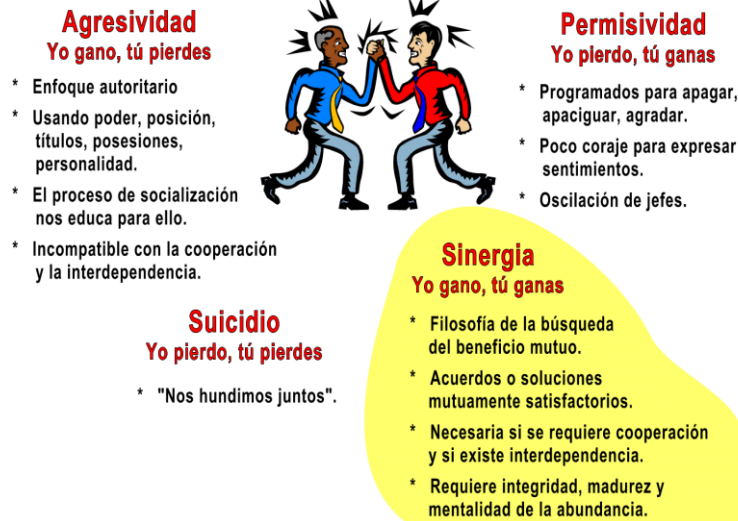 Agresividad
Yo gano, tú pierdes
* Enfoque autoritario
* Usando poder, posición,
títulos, posesiones,
personalidad.
* El proceso de socialización
nos educa para ello.
* Incompatible con la cooperación
y la interdependencia.
Permisividad
Yo pierdo, tú ganas
* Programados para apagar,
apaciguar, agradar.
* Poco coraje para expresar
sentimientos.
* Oscilación de jefes.
Suicidio
Yo pierdo, tú pierdes
* "Nos hundimos juntos".
Sinergia
Yo gano, tú ganas
* Filosofía de la búsqueda
del beneficio mutuo.
* Acuerdos o soluciones
mutuamente satisfactorios.
* Necesaria si se requiere cooperación
y si existe interdependencia.
* Requiere integridad, madurez y
mentalidad de la abundancia.